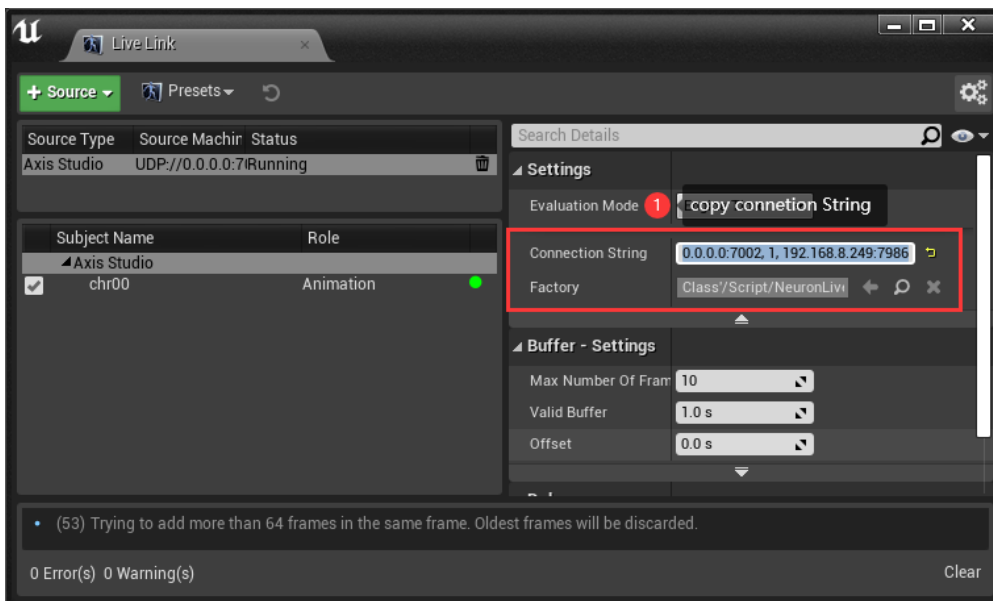 Live Link
Source
Presets
Source Type Source Machin Status
Axis Studio UDP://0.0.0.0:7 Running
Subject Name Role
Axis Studio
chr00 Animation
Search Details
Settings
Evaluation Mode 1 copy connetion String
Connection String 0.0.0.0:7002, 1, 192.168.8.249:7986
Factory Class'/Script/NeuronLive
Buffer - Settings
Max Number Of Fram 10
Valid Buffer 1.0 s
Offset 0.0 s
(53) Trying to add more than 64 frames in the same frame. Oldest frames will be discarded.
0 Error(s) 0 Warning(s)
Clear